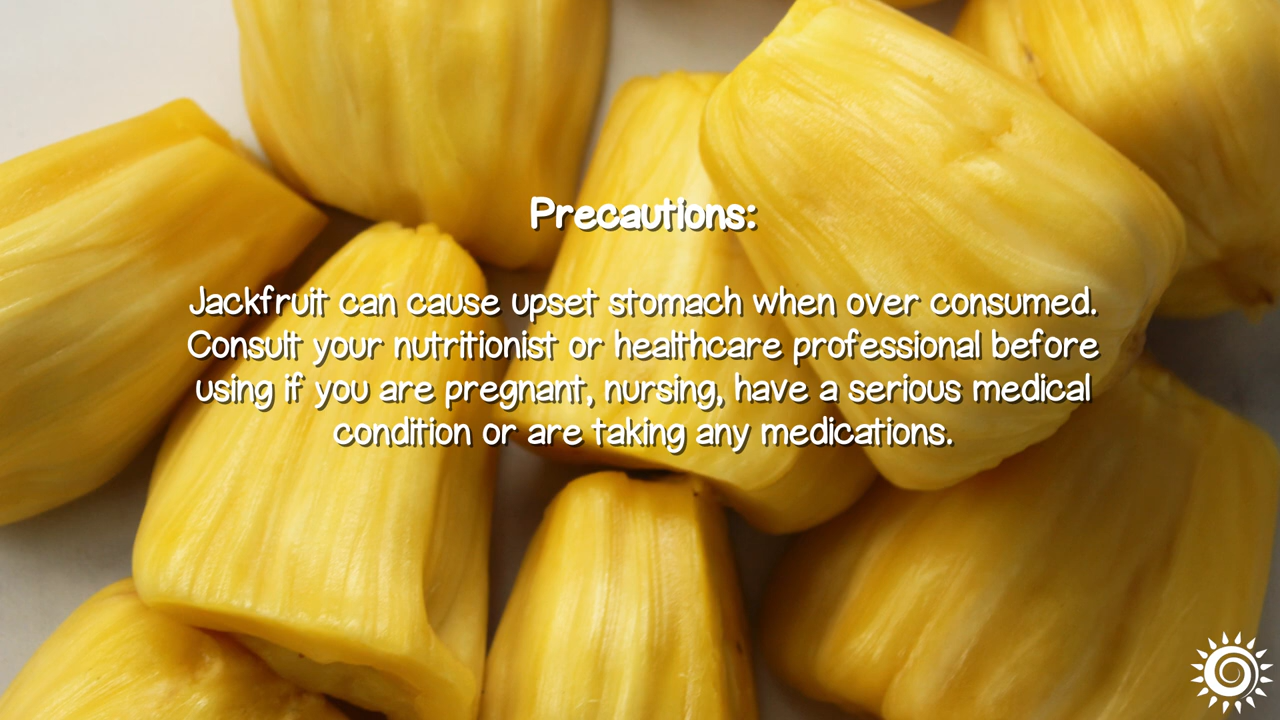 Precautions:
Jackfruit can cause upset stomach when over consumed.
Consult your nutritionist or healthcare professional before
using if you are pregnant, nursing, have a serious medical
condition or are taking any medications.